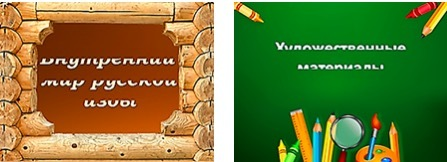 Внутренний
мир русской
избы
Художественные
материалы